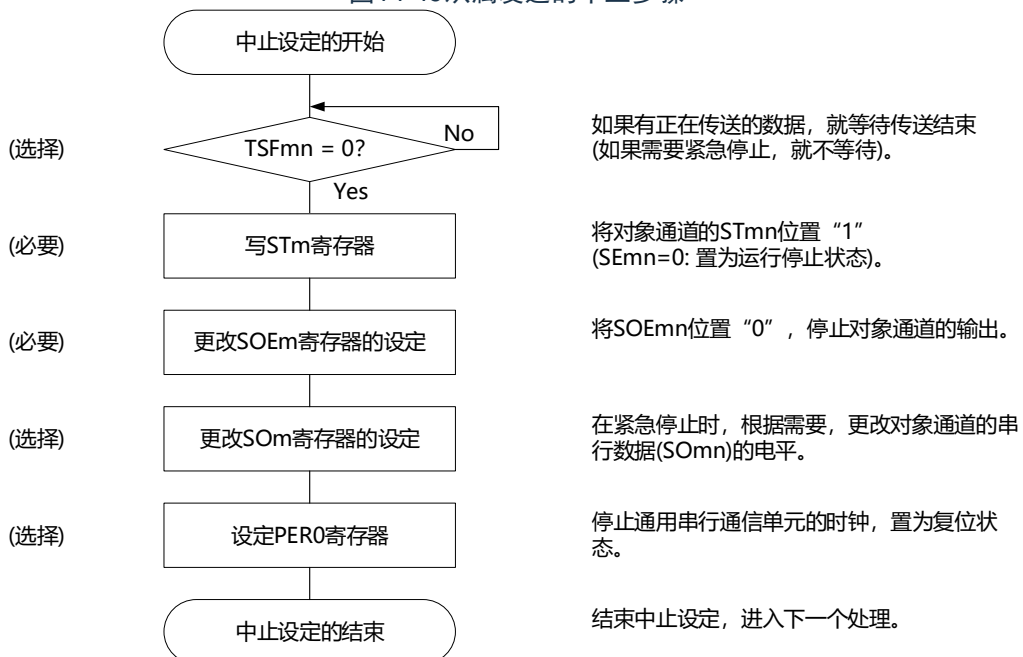 中止设定的开始
(选择)
TSFmn = 0?
No
如果有正在传送的数据，就等待传送结束
(如果需要紧急停止，就不等待)。
Yes
(必要)
写STm寄存器
将对象通道的STmn位置“1”
(SEmn=0: 置为运行停止状态)。
(必要)
更改SOEm寄存器的设定
将SOEmn位置“0”，停止对象通道的输出。
(选择)
更改SOm寄存器的设定
在紧急停止时，根据需要，更改对象通道的串
行数据(SOmn)的电平。
(选择)
设定PER0寄存器
停止通用串行通信单元的时钟，置为复位状
态。
中止设定的结束
结束中止设定，进入下一个处理。